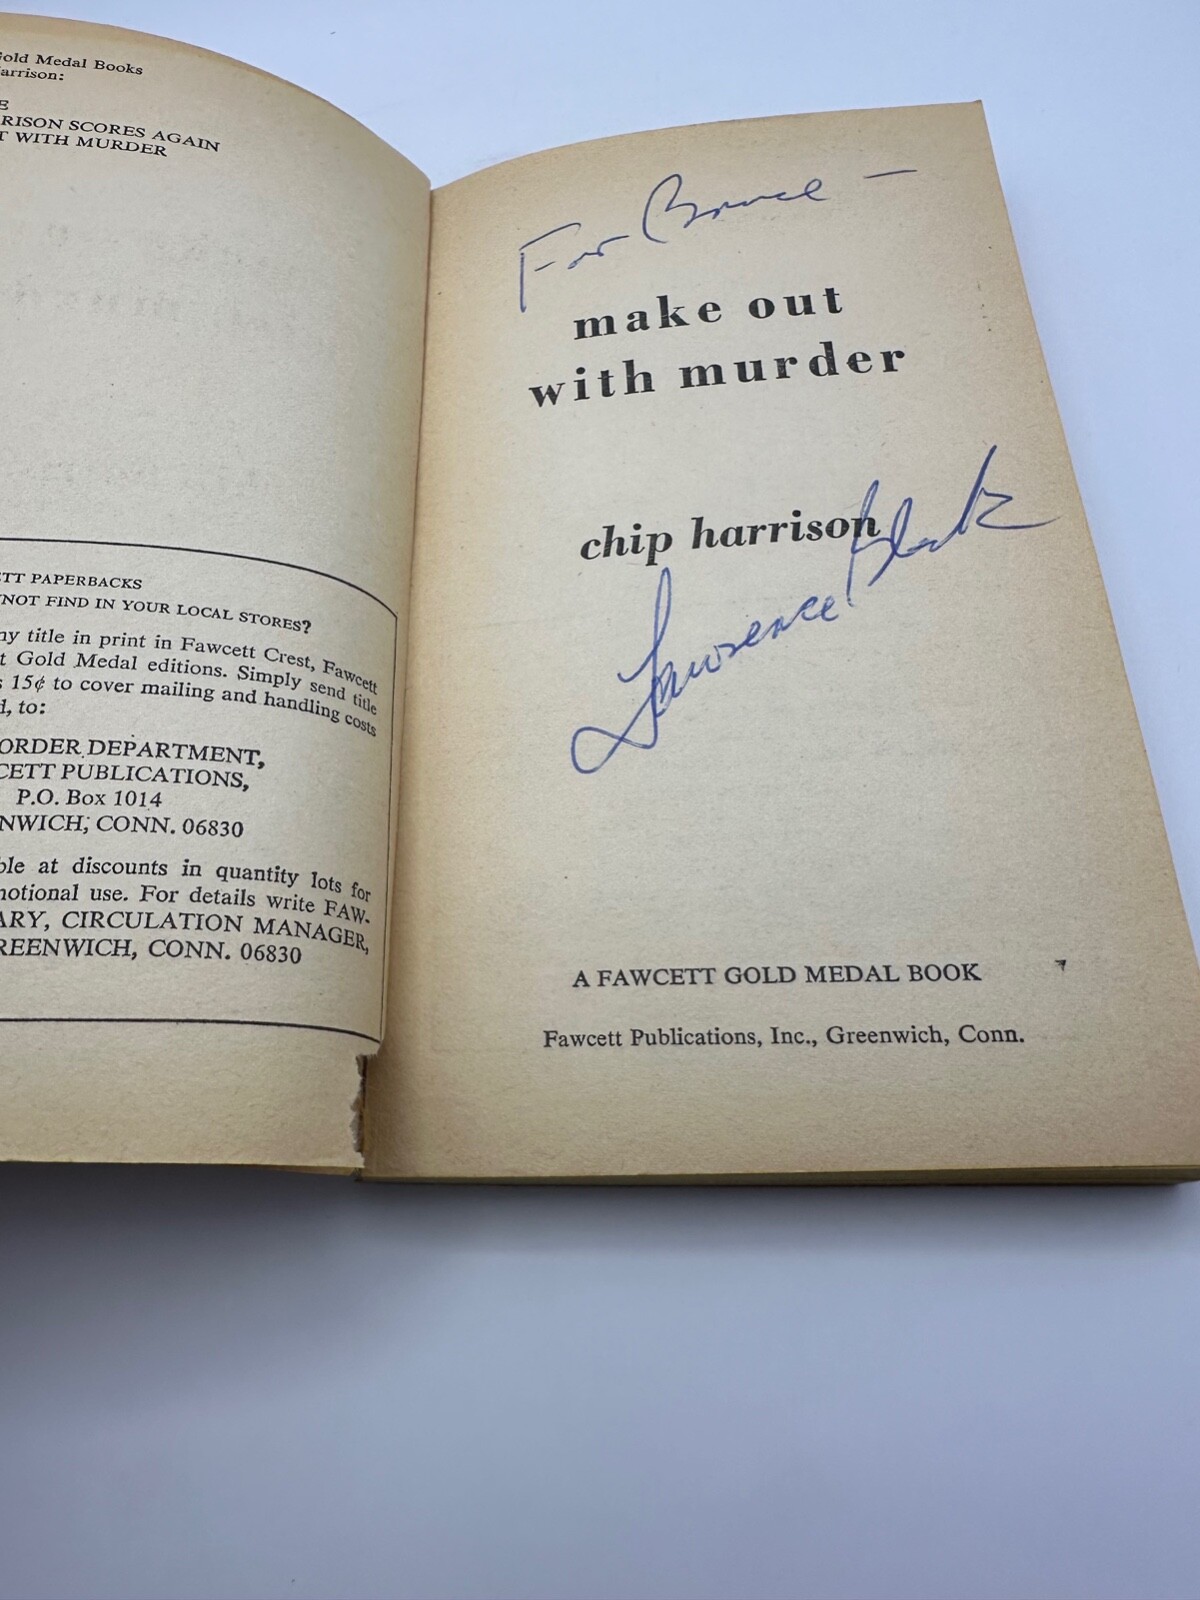 Gold Medal Books
Harrison:
E
RISON SCORES AGAIN
T WITH MURDER
ETT PAPERBACKS
NOT FIND IN YOUR LOCAL STORES?
ny title in print in Fawcett Crest, Fawcett
t Gold Medal editions. Simply send title
s 15¢ to cover mailing and handling costs
d, to:
ORDER DEPARTMENT,
CETT PUBLICATIONS,
P.O. Box 1014
NWICH, CONN. 06830
ble at discounts in quantity lots for
motional use. For details write FAW-
ARY, CIRCULATION MANAGER,
REENWICH, CONN. 06830
For Bruce —
make out
with murder
chip harrison
Lawrence Block
A FAWCETT GOLD MEDAL BOOK
Fawcett Publications, Inc., Greenwich, Conn.